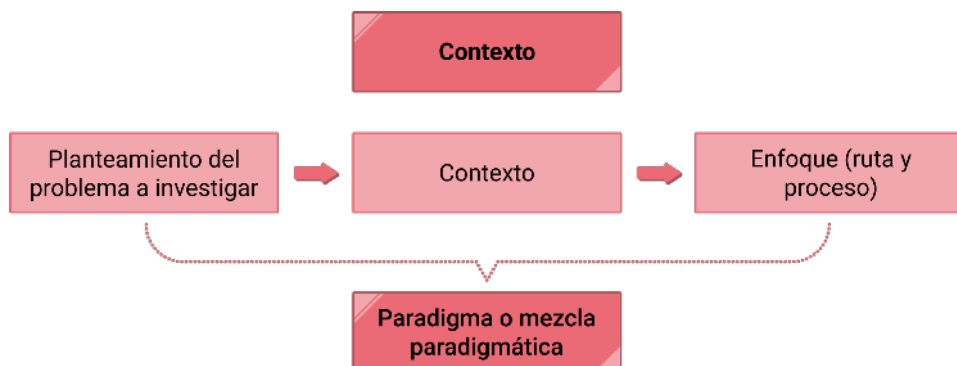 Contexto
Planteamiento del
problema a investigar
Contexto
Enfoque (ruta y
proceso)
Paradigma o mezcla
paradigmática